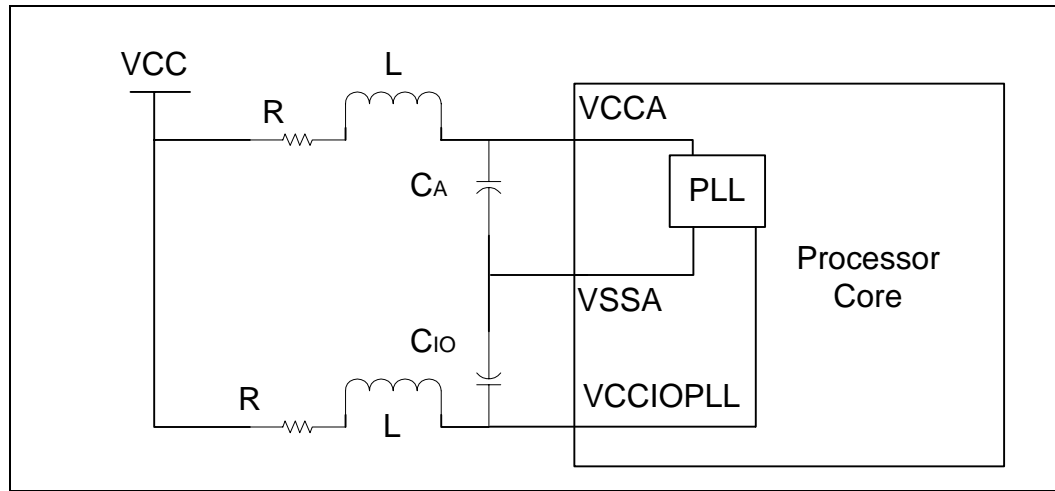 VCC
L
R
VCCA
CA
PLL
Processor
Core
VSSA
CIO
R
L
VCCIOPLL